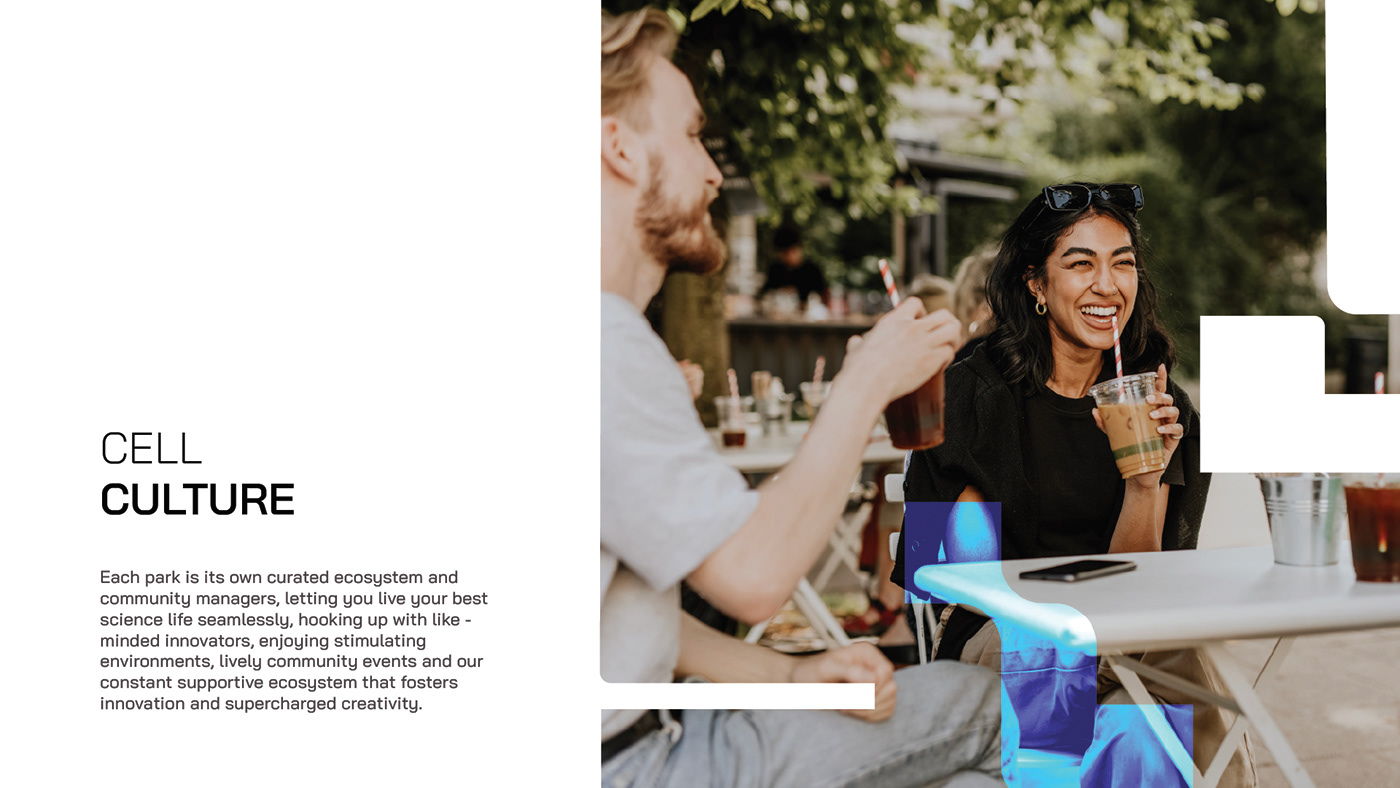 CELL
CULTURE
Each park is its own curated ecosystem and
community managers, letting you live your best
science life seamlessly, hooking up with like -
minded innovators, enjoying stimulating
environments, lively community events and our
constant supportive ecosystem that fosters
innovation and supercharged creativity.